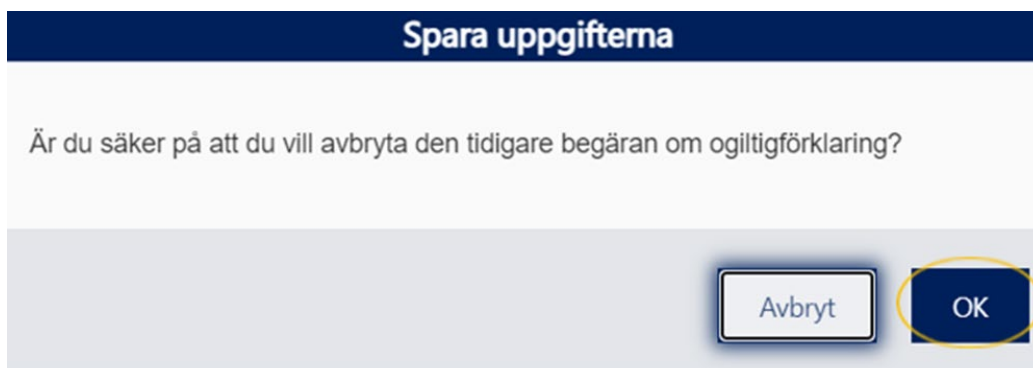 Spara uppgifterna
Är du säker på att du vill avbryta den tidigare begäran om ogiltigförklaring?
Avbryt
OK